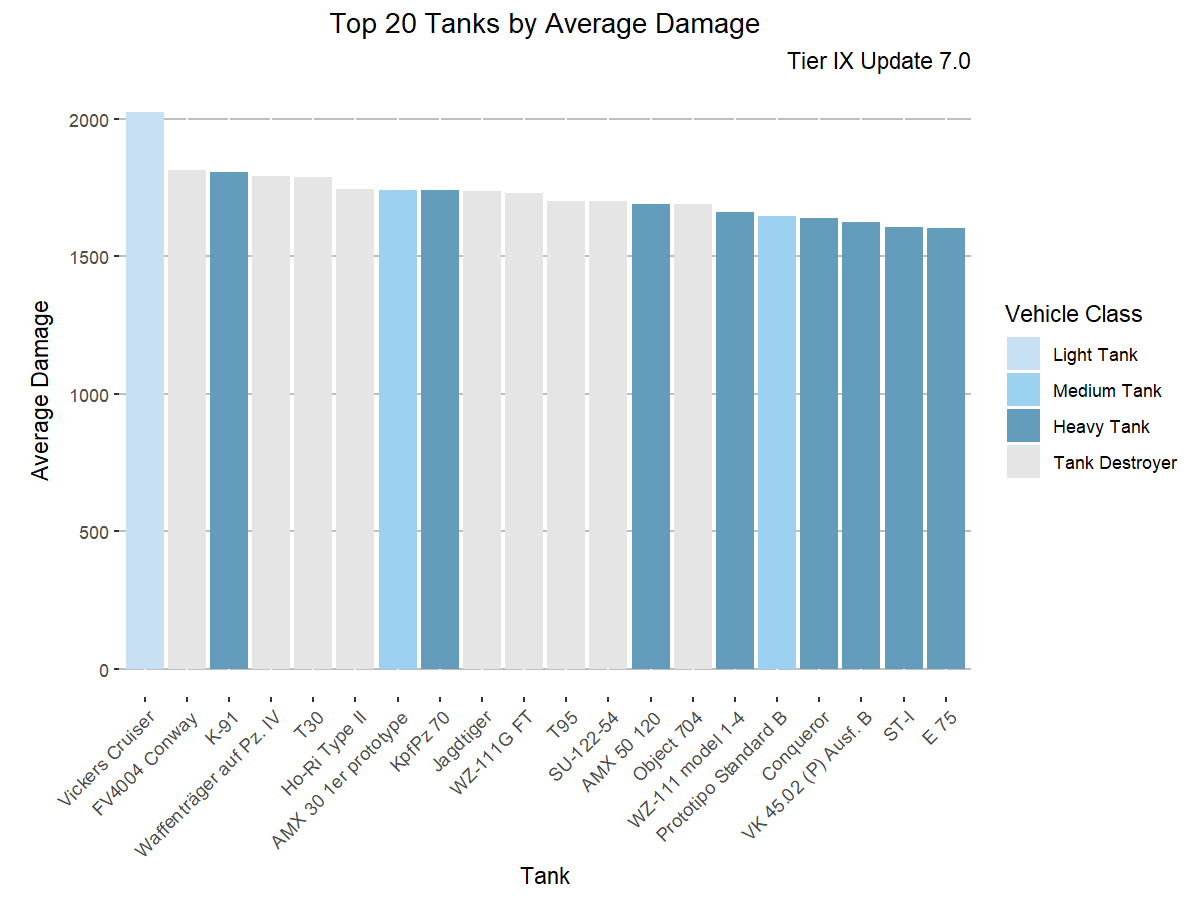 Top 20 Tanks by Average Damage
Tier IX Update 7.0
Average Damage
2000
1500
1000
500
0
Vickers Cruiser
FV4004 Conway
K-91
Waffenträger auf Pz. IV
T30
Ho-Ri Type II
AMX 30 1er prototype
KpfPz 70
Jagdtiger
WZ-111G FT
T95
SU-122-54
AMX 50 120
Object 704
WZ-111 model 1-4
Prototipo Standard B
Conqueror
VK 45.02 (P) Ausf. B
ST-I
E 75
Tank
Vehicle Class
Light Tank
Medium Tank
Heavy Tank
Tank Destroyer